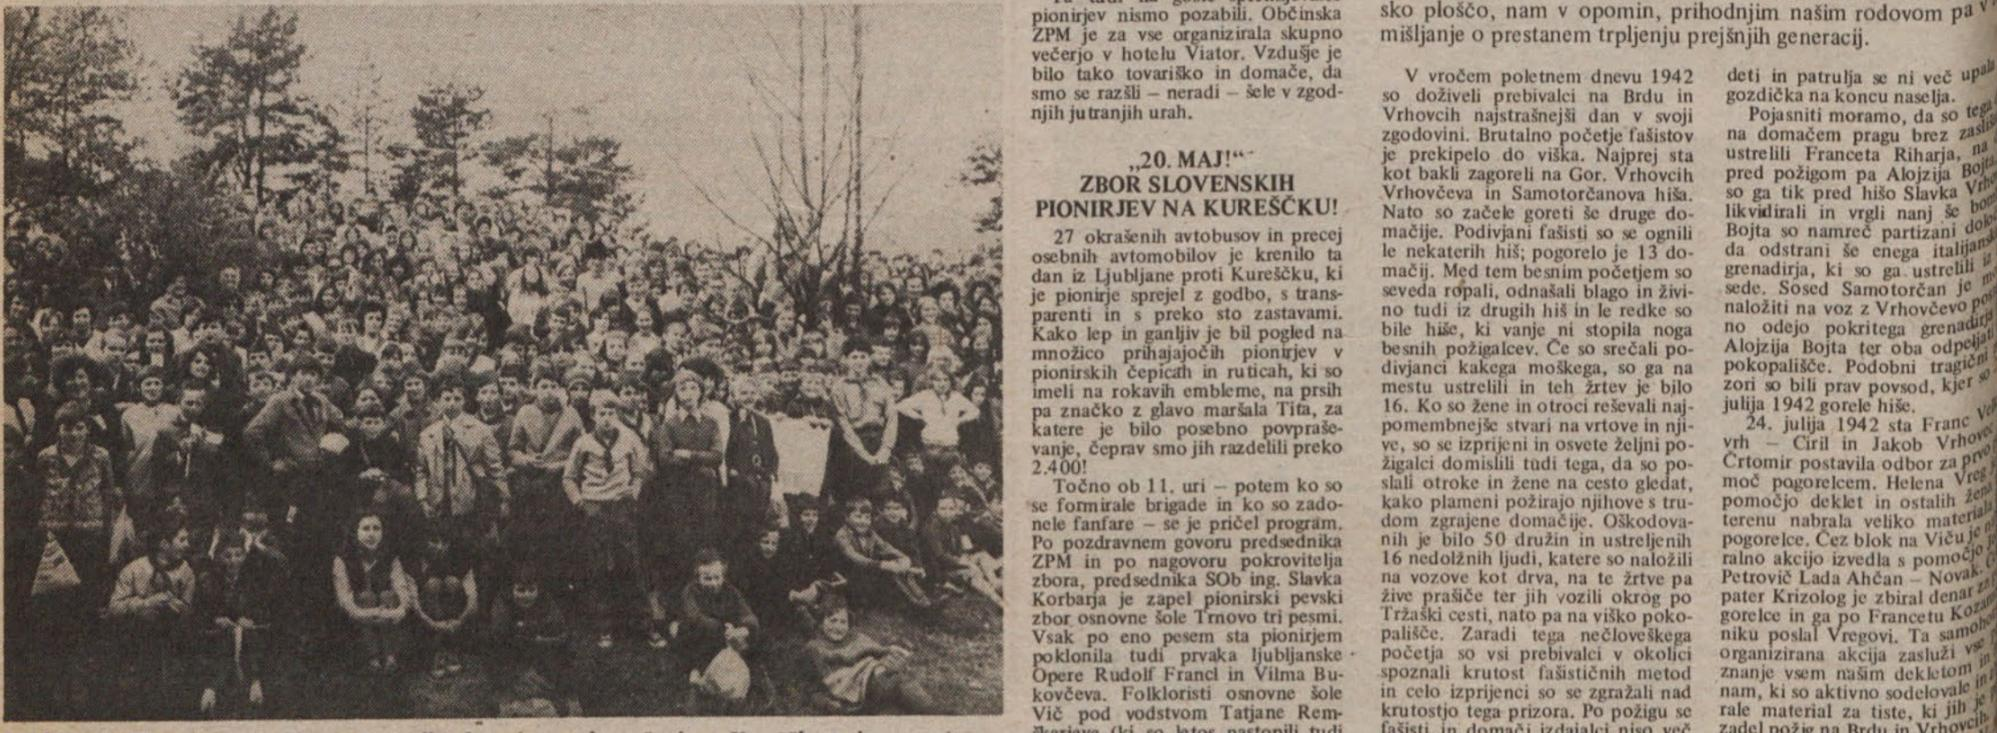 pionirjev nismo pozabili. Občinska
ZPM je za vse organizirala skupno
večerjo v hotelu Viator. Vzdušje je
bilo tako tovariško in domače, da
smo se razšli – neradi – šele v zgod-
njih jutranjih urah.
„20. MAJ!“
ZBOR SLOVENSKIH
PIONIRJEV NA KUREŠČKU!
27 okrašenih avtobusov in precej
osebnih avtomobilov je krenilo ta
dan iz Ljubljane proti Kureščku, ki
je pionirje sprejel z godbo, s trans-
parenti in s preko sto zastavami.
Kako lep in ganljiv je bil pogled na
množico prihajajočih pionirjev v
pionirskih čepicah in ruticah, ki so
imeli na rokavih embleme, na prsih
pa značko z glavo maršala Tita, za
katere je bilo posebno povpraše-
vanje, čeprav smo jih razdelili preko
2.400!
Točno ob 11. uri – potem ko so
se formirale brigade in ko so zado-
nele fanfare – se je pričel program.
Po pozdravnem govoru predsednika
ZPM in po nagovoru pokrovitelja
zbora, predsednika SOb ing. Slavka
Korbarja je zapel pionirski pevski
zbor osnovne šole Trnovo tri pesmi.
Vsak po eno pesem sta pionirjem
poklonila tudi prvaka ljubljanske
Opere Rudolf Francl in Vilma Bu-
kovčeva. Folkloristi osnovne šole
Vič pod vodstvom Tatjane Rem-
sko ploščo, nam v opomin, prihodnjim našim rodovom pa v
mišljanje o prestanem trpljenju prejšnjih generacij.
V vročem poletnem dnevu 1942
so doživeli prebivalci na Brdu in
Vrhovcih najstrašnejši dan v svoji
zgodovini. Brutalno početje fašistov
je prekipelo do viška. Najprej sta
kot bakli zagoreli na Gor. Vrhovcih
Vrhovčeva in Samotorčanova hiša.
Nato so začele goreti še druge do-
mačije. Podivjani fašisti so se ognili
le nekaterih hiš; pogorelo je 13 do-
mačij. Med tem besnim početjem so
seveda ropali, odnašali blago in živi-
no tudi iz drugih hiš in le redke so
bile hiše, ki vanje ni stopila noga
besnih požigalcev. Če so srečali po-
divjanci kakega moškega, so ga na
mestu ustrelili in teh žrtev je bilo
16. Ko so žene in otroci reševali naj-
pomembnejše stvari na vrtove in nji-
ve, so se izprijeni in osvete željni po-
žigalci domislili tudi tega, da so po-
slali otroke in žene na cesto gledat,
kako plameni požirajo njihove s tru-
dom zgrajene domačije. Oškodova-
nih je bilo 50 družin in ustreljenih
16 nedolžnih ljudi, katere so naložili
na vozove kot drva, na te žrtve pa
žive prašiče ter jih vozili okrog po
Tržaški cesti, nato pa na viško poko-
pališče. Zaradi tega nečloveškega
početja so vsi prebivalci v okolici
spoznali krutost fašističnih metod
in celo izprijenci so se zgražali nad
krutostjo tega prizora. Po požigu se
fašisti in domači izdajalci niso več
deti in patrulja se ni več upala
gozdička na koncu naselja.
Pojasniti moramo, da so tega
na domačem pragu brez
ustrelili Franceta Riharja, na
pred požigom pa Alojzija Bojta
so ga tik pred hišo Slavka
likvidirali in vrgli nanj še
Bojta so namreč partizani
da odstrani še enega
grenadirja, ki so ga ustrelili
sede. Sosed Samotorčan je
naložiti na voz z Vrhovčevo
no odejo pokritega grenadirja
Alojzija Bojta ter oba odpeljati
pokopališče. Podobni tragični
zori so bili prav povsod, kjer so
julija 1942 gorele hiše.
24. julija 1942 sta Franc
vrh – Ciril in Jakob Vrhovec
Črtomir postavila odbor za prvo
moč pogorelcem. Helena Vreg
pomočjo deklet in ostalih
terenu nabrala veliko materiala
pogorelce. Čez blok na Viču je
ralno akcijo izvedla s pomočjo
Petrovič Lada Ahčan – Novak.
pater Krizolog je zbiral denar za
gorelce in ga po Francetu
niku poslal Vregovi. Ta
organizirana akcija zasluži vse
znanje vsem našim dekletom in
nam, ki so aktivno sodelovale in
rale material za tiste, ki jih je
zadel požig na Brdu in Vrhovcih.